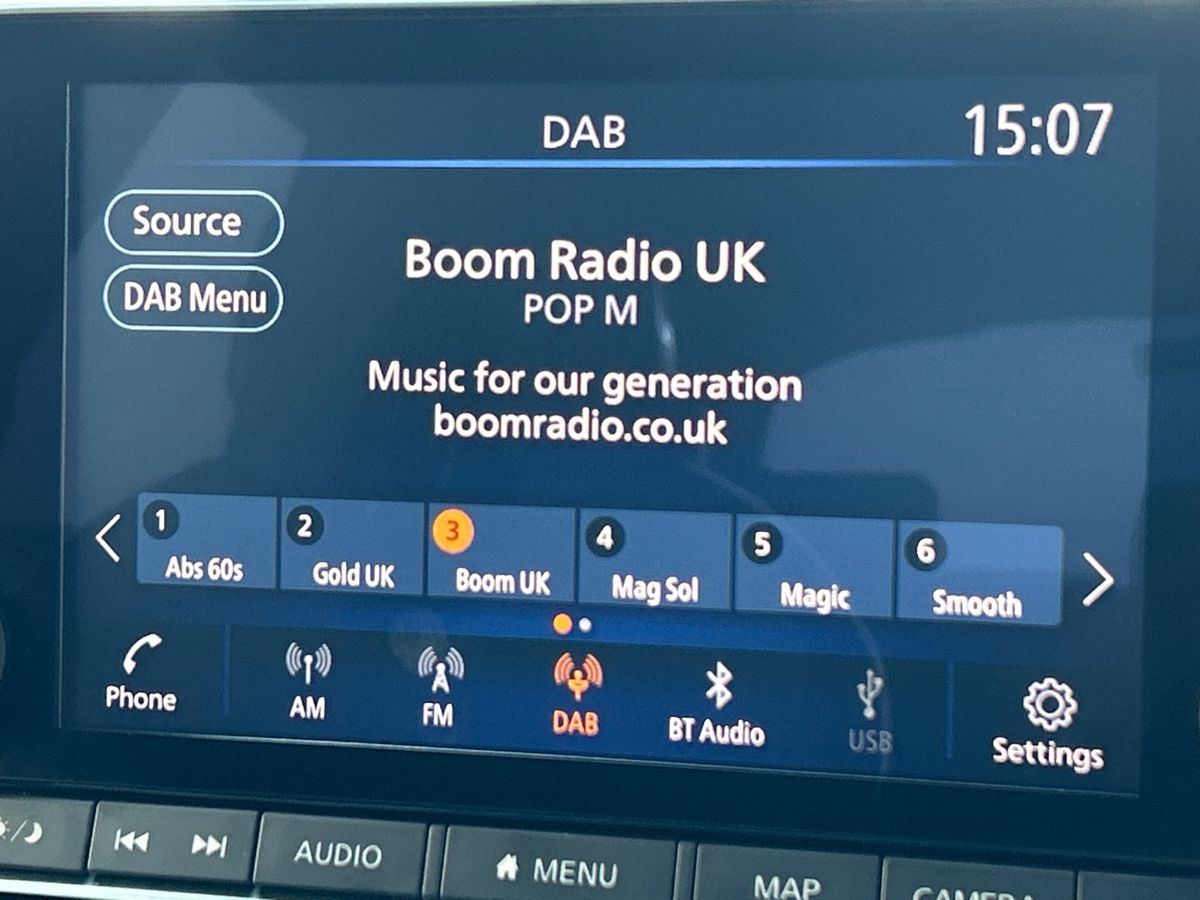 DAB
15:07
Source
DAB Menu
Boom Radio UK
POP M
Music for our generation
boomradio.co.uk
1 Abs 60s
2 Gold UK
3 Boom UK
4 Mag Sol
5 Magic
6 Smooth
Phone
AM
FM
DAB
BT Audio
USB
Settings
AUDIO
MENU
MAP
CAMERA